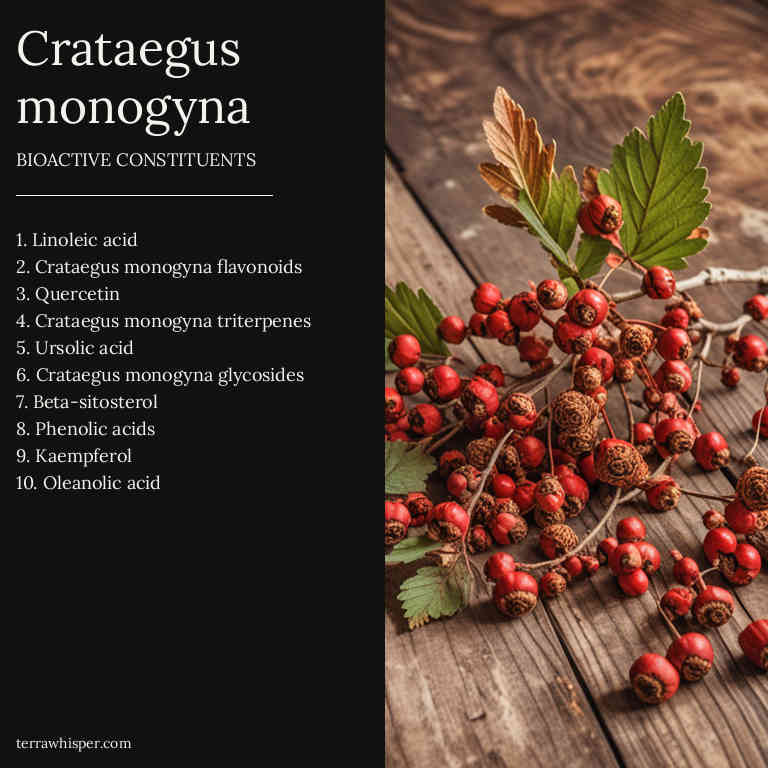 Crataegus
monogyna
BIOACTIVE CONSTITUENTS
1. Linoleic acid
2. Crataegus monogyna flavonoids
3. Quercetin
4. Crataegus monogyna triterpenes
5. Ursolic acid
6. Crataegus monogyna glycosides
7. Beta-sitosterol
8. Phenolic acids
9. Kaempferol
10. Oleanolic acid
terrawhisper.com